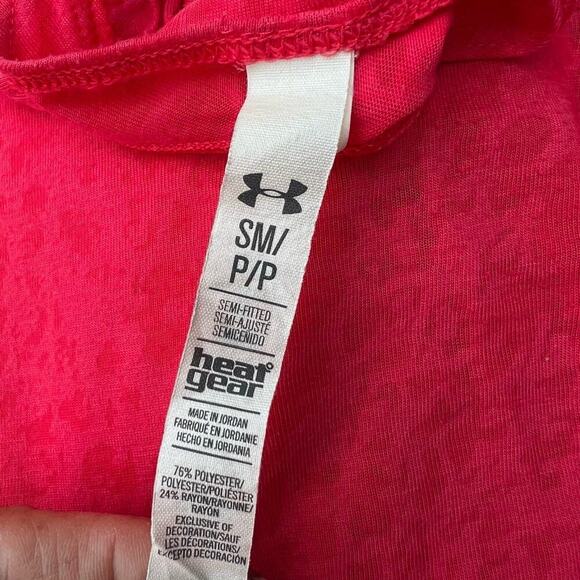 SM/
P/P
SEMI-FITTED
SEMI-AJUSTÉ
SEMICEÑIDO
heat
gear
MADE IN JORDAN
FABRIQUÉ EN JORDANIE
HECHO EN JORDANIA
76% POLYESTER/
POLYESTER/POLIÉSTER
24% RAYON/RAYONNE/
RAYON
EXCLUSIVE OF
DECORATION/SAUF
LES DÉCORATIONS/
EXCEPTO DECORACIÓN